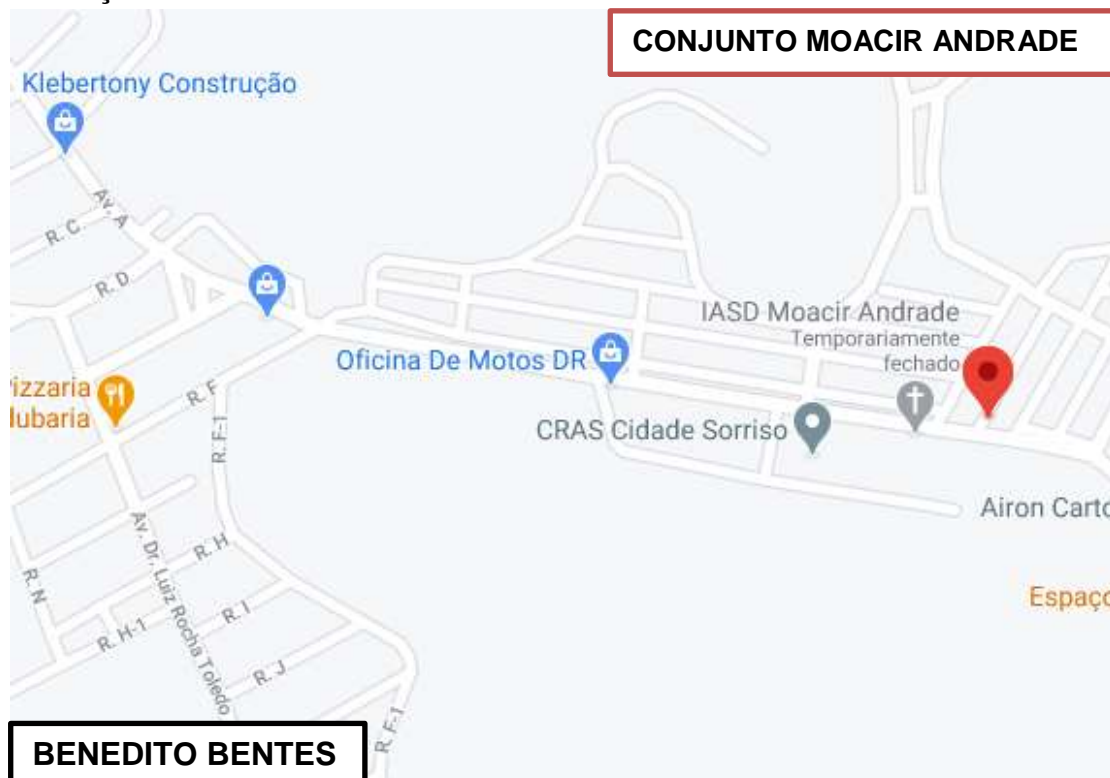 CONJUNTO MOACIR ANDRADE
Klebertony Construção
Av. A
R. C
R. D
IASD Moacir Andrade
Temporariamente
fechado
Oficina De Motos DR
izzaria
R. F
CRAS Cidade Sorriso
R. F-1
Airon Carto
Av. Dr. Luiz Rocha Toledo
R. H
R. N
Espaço
R. I
R. H-1
R. J
R. F-1
BENEDITO BENTES